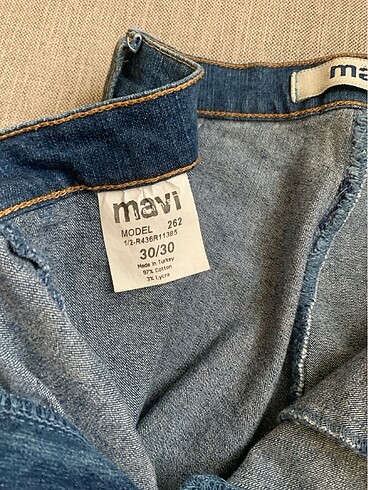 ma
mavi
MODEL 262
1/2-R436R11385
30/30
Made in Turkey
97% Cotton
3% Lycra